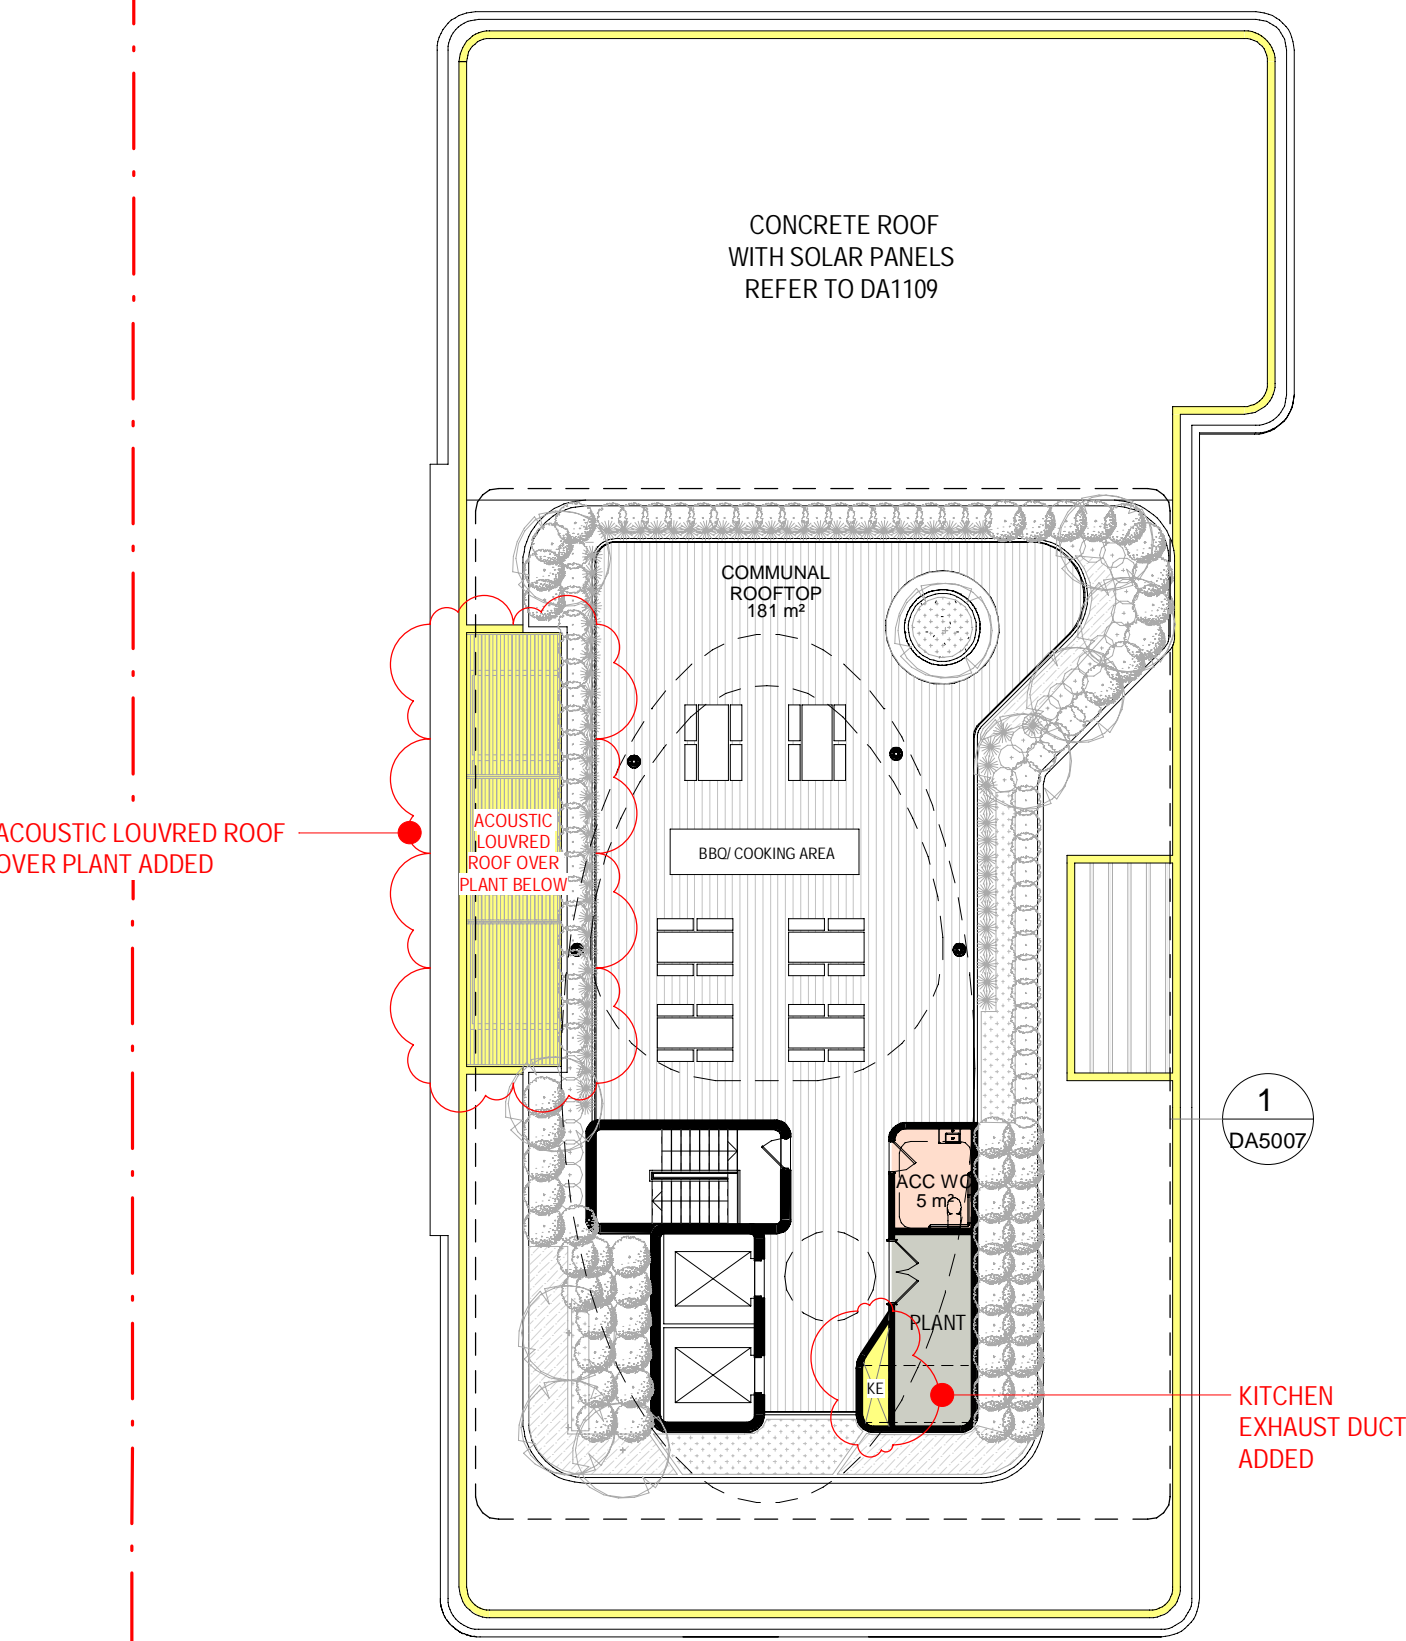 CONCRETE ROOF
WITH SOLAR PANELS
REFER TO DA1109
COMMUNAL
ROOFTOP
181 m²
ACOUSTIC LOUVRED ROOF
OVER PLANT ADDED
ACOUSTIC
LOUVRED
ROOF OVER
PLANT BELOW
BBQ/ COOKING AREA
1
DA5007
ACC WC
5 m²
PLANT
KE
KITCHEN
EXHAUST DUCT
ADDED